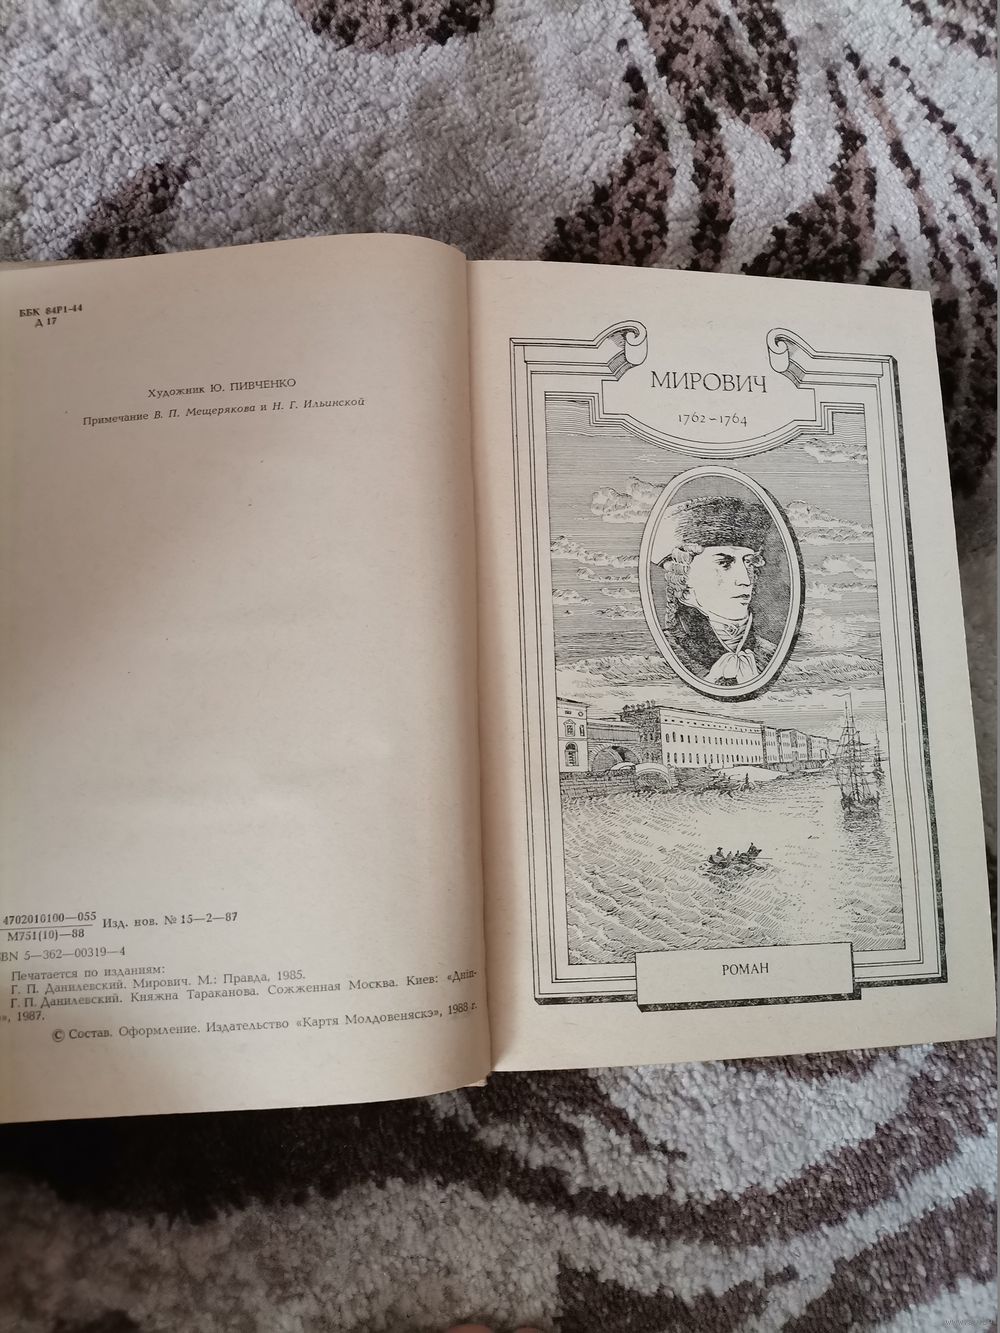 ББК 84Р1-44
Д 17
Художник Ю. ПИВЧЕНКО
Примечание В. П. Мещерякова и Н. Г. Ильинской
4702010100—055
М751(10)—88
Изд. нов. № 15—2—87
BN 5—362—00319—4
Печатается по изданиям:
Г. П. Данилевский. Мирович. М.: Правда, 1985.
Г. П. Данилевский. Княжна Тараканова. Сожженная Москва. Киев: «Дніп-
», 1987.
© Состав. Оформление. Издательство «Картя Молдовеняскэ», 1988 г.
МИРОВИЧ
1762–1764
РОМАН